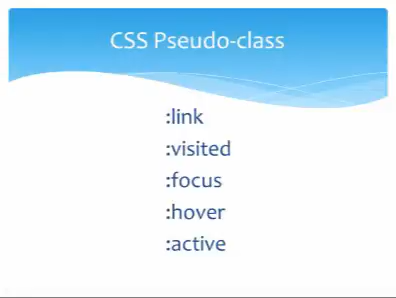 CSS Pseudo-class
:link
:visited
:focus
:hover
:active